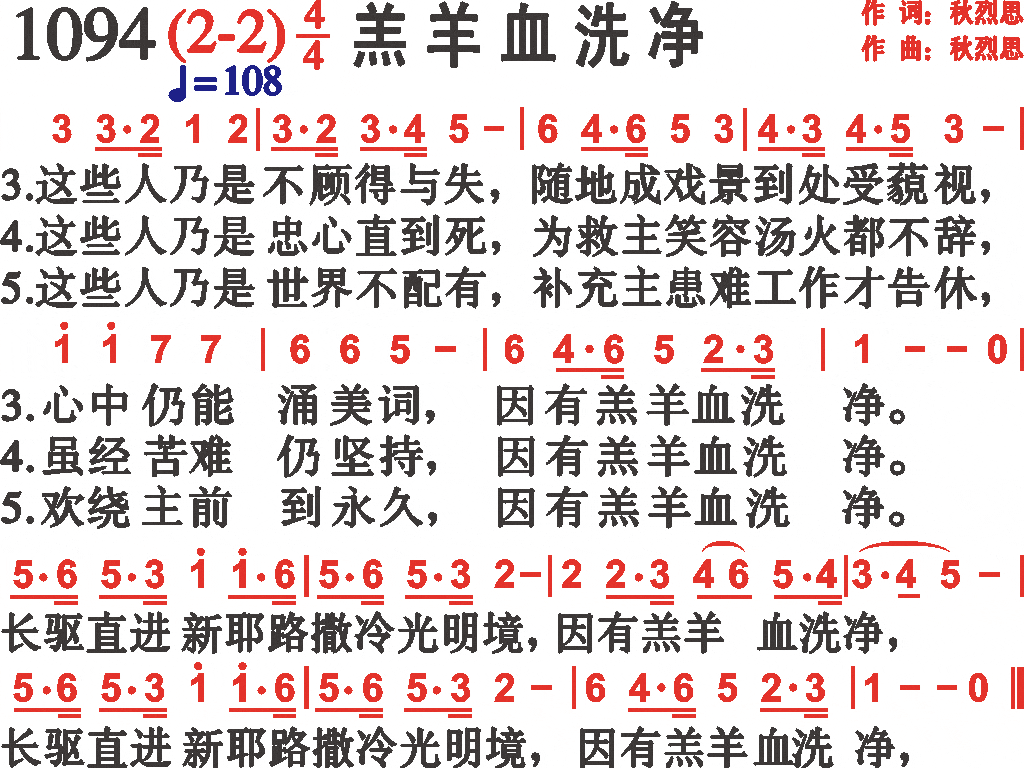 1094 (2-2) 4/4 羔羊血洗净
作 词：秋烈思
作 曲：秋烈思
♩=108
3 3·2 1 2 | 3·2 3·4 5 – | 6 4·6 5 3 | 4·3 4·5 3 – |
3.这些人乃是不顾得与失，随地成戏景到处受藐视，
4.这些人乃是忠心直到死，为救主笑容汤火都不辞，
5.这些人乃是世界不配有，补充主患难工作才告休，
i i 7 7 | 6 6 5 – | 6 4·6 5 2·3 | 1 – – 0 |
3.心中仍能 涌美词， 因有羔羊血洗 净。
4.虽经苦难 仍坚持， 因有羔羊血洗 净。
5.欢绕主前 到永久， 因有羔羊血洗 净。
5·6 5·3 i i·6 | 5·6 5·3 2 – | 2 2·3 4 6 5·4 | 3·4 5 – |
长驱直进新耶路撒冷光明境，因有羔羊 血洗净，
5·6 5·3 i i·6 | 5·6 5·3 2 – | 6 4·6 5 2·3 | 1 – – 0 ‖
长驱直进新耶路撒冷光明境， 因有羔羊血洗 净，